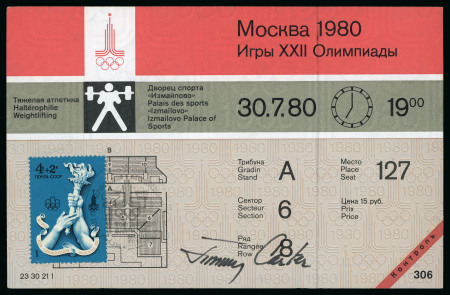 Москва 1980
Игры XXII Олимпиады
Тяжелая атлетика
Haltérophilie
Weightlifting
Дворец спорта
«Измайлово»
Palais des sports
«Izmailovo»
Izmailovo Palace of
Sports
30.7.80
19 00
4+2к
ПОЧТА СССР
B
A
Трибуна
Gradin
Stand
A
Место
Place
Seat
127
Сектор
Secteur
Section
6
Цена 15 руб.
Prix
Price
Ряд
Rangée
Row
8
Jimmy Carter
Контроль
23 30 21 I
306